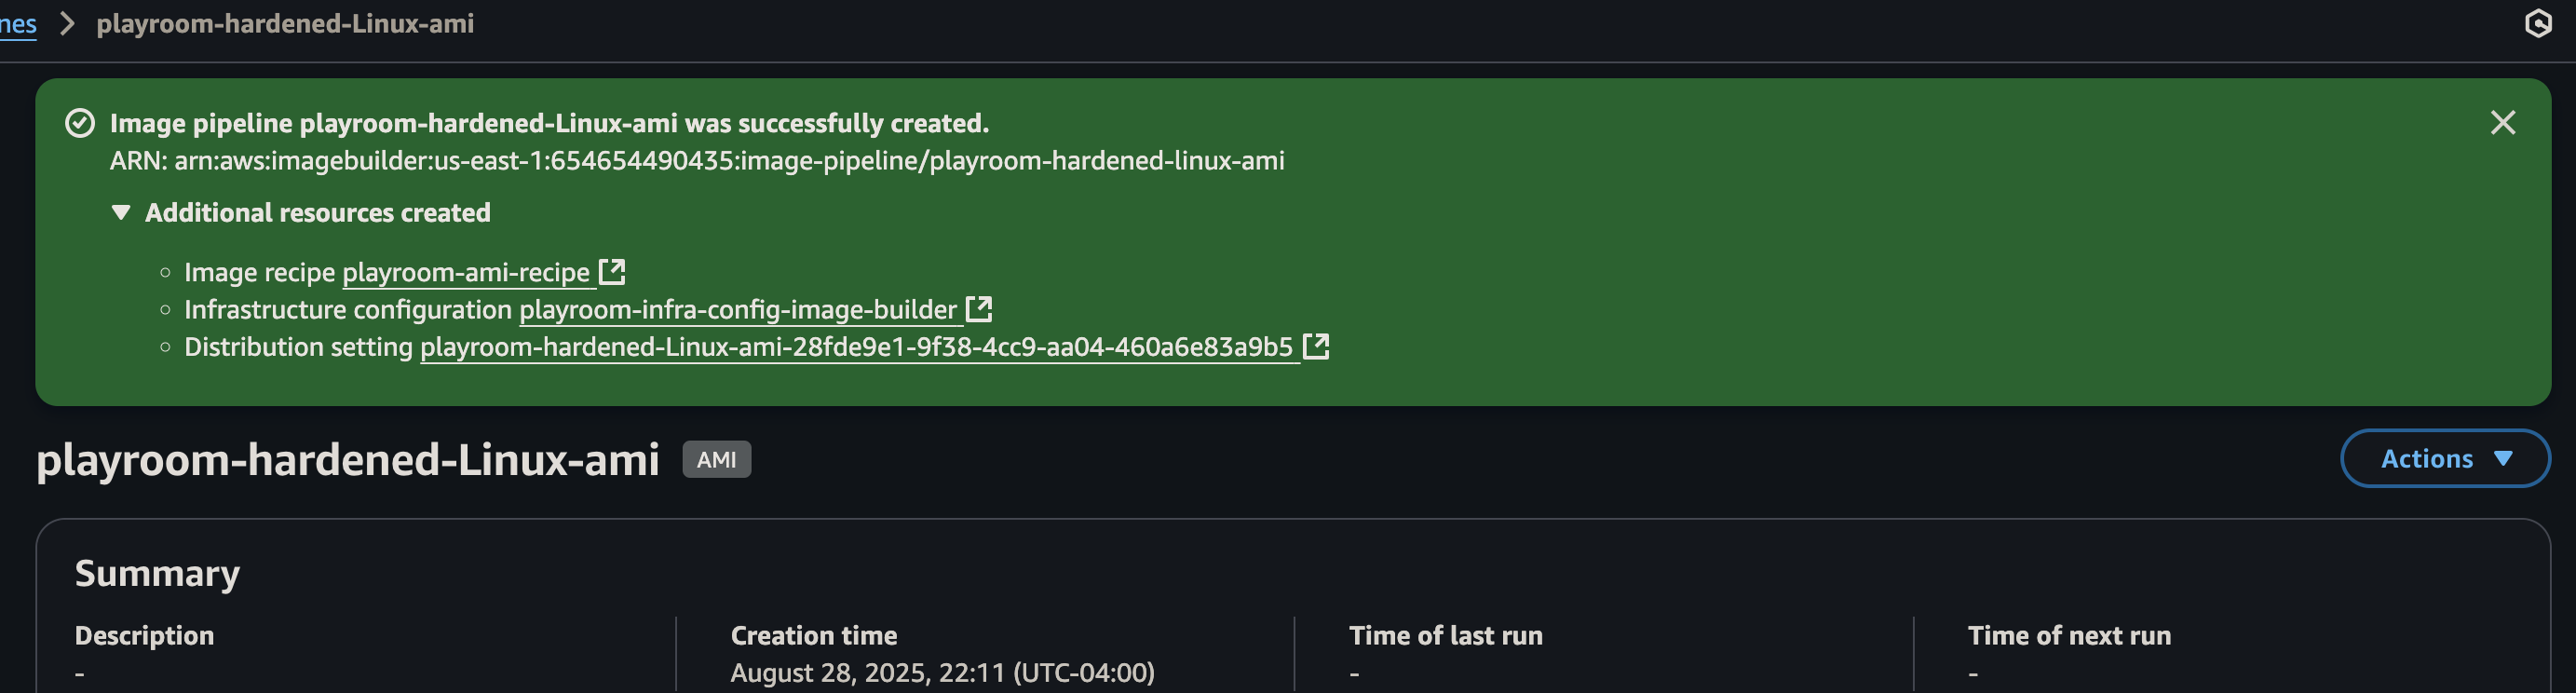 nes > playroom-hardened-Linux-ami
Image pipeline playroom-hardened-Linux-ami was successfully created.
ARN: arn:aws:imagebuilder:us-east-1:654654490435:image-pipeline/playroom-hardened-linux-ami
Additional resources created
Image recipe playroom-ami-recipe
Infrastructure configuration playroom-infra-config-image-builder
Distribution setting playroom-hardened-Linux-ami-28fde9e1-9f38-4cc9-aa04-460a6e83a9b5
playroom-hardened-Linux-ami AMI
Actions
Summary
Description
-
Creation time
August 28, 2025, 22:11 (UTC-04:00)
Time of last run
-
Time of next run
-